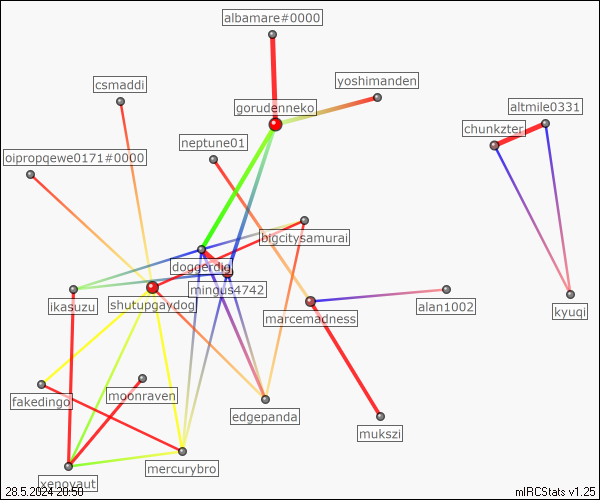 albamare#0000
yoshimanden
csmaddi
gorudenneko
altmile0331
chunkzter
neptune01
oipropqewe0171#0000
bigcitysamurai
doggerdig
mingus4742
ikasuzu
shutupgaydog
marcemadness
alan1002
kyuqi
fakedingo
moonraven
edgepanda
mukszi
mercurybro
xenovaut
28.5.2024 20:50
mIRCStats v1.25